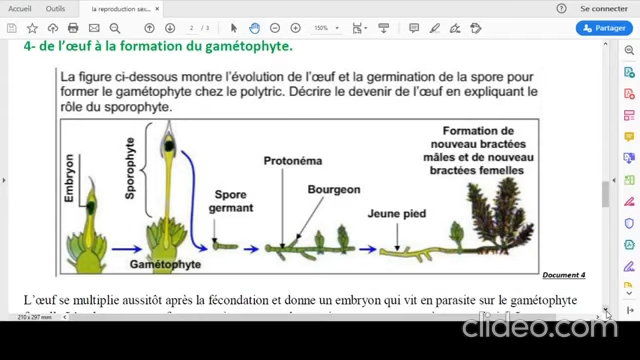 Accueil
Outils
la reproduction sex...
Se connecter
2 / 3
150%
Partager
4- de l'œuf à la formation du gamétophyte.
La figure ci-dessous montre l'évolution de l'œuf et la germination de la spore pour
former le gamétophyte chez le polytric. Décrire le devenir de l'œuf en expliquant le
rôle du sporophyte.
Embryon
Sporophyte
Gamétophyte
Spore
germant
Protonéma
Bourgeon
Jeune pied
Formation de
nouveau bractées
mâles et de nouveau
bractées femelles
Document 4
L'œuf se multiplie aussitôt après la fécondation et donne un embryon qui vit en parasite sur le gamétophyte
210 x 297 mm
clideo.com